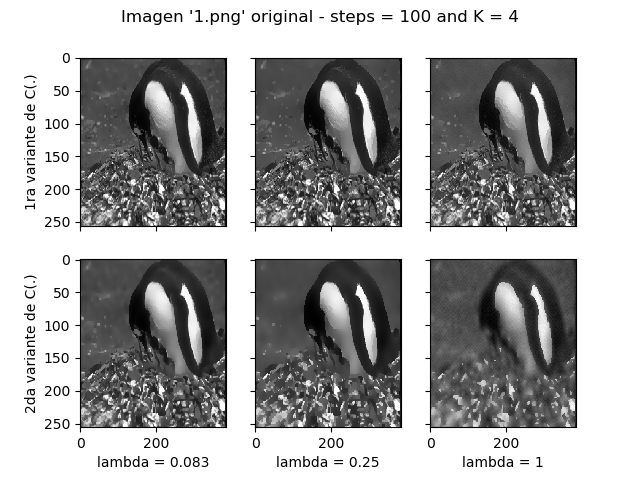 Imagen '1.png' original - steps = 100 and K = 4
0
50
100
150
200
250
1ra variante de C(.)
0
50
100
150
200
250
2da variante de C(.)
0 200
0 200
0 200
lambda = 0.083
lambda = 0.25
lambda = 1